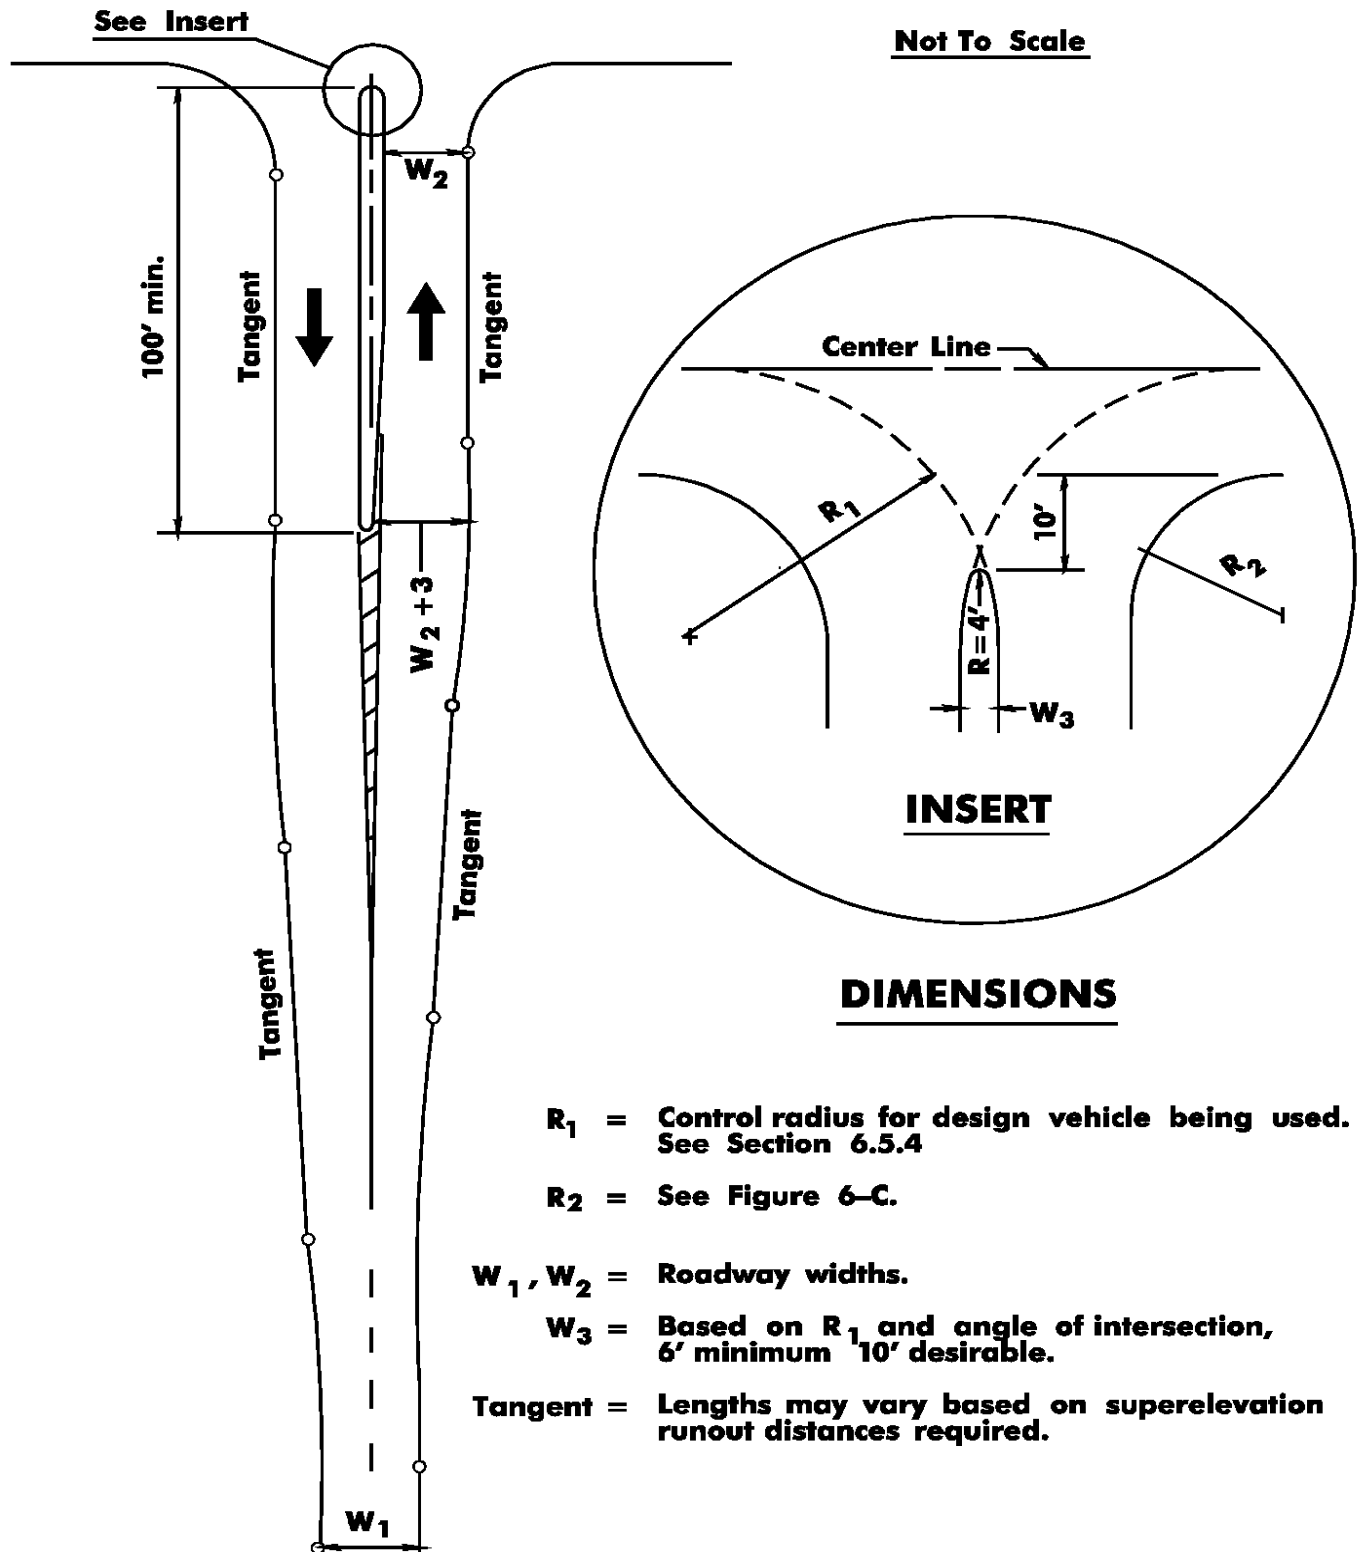 See Insert
Not To Scale
W2
100' min.
Tangent
Tangent
Center Line
R1
10'
R2
R=4'
W3
W2 +3
INSERT
Tangent
Tangent
DIMENSIONS
R1 = Control radius for design vehicle being used.
See Section 6.5.4
R2 = See Figure 6-C.
W1, W2 = Roadway widths.
W3 = Based on R1 and angle of intersection,
6' minimum 10' desirable.
Tangent = Lengths may vary based on superelevation
runout distances required.
W1